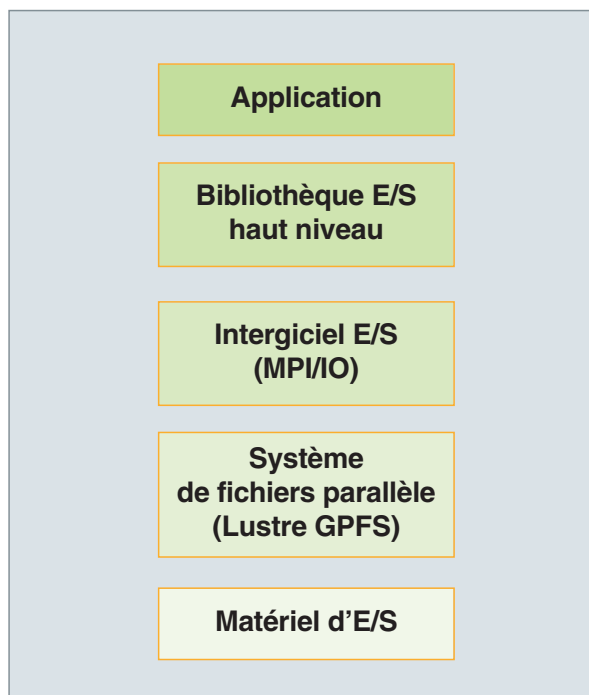 Application
Bibliothèque E/S
haut niveau
Intergiciel E/S
(MPI/IO)
Système
de fichiers parallèle
(Lustre GPFS)
Matériel d’E/S